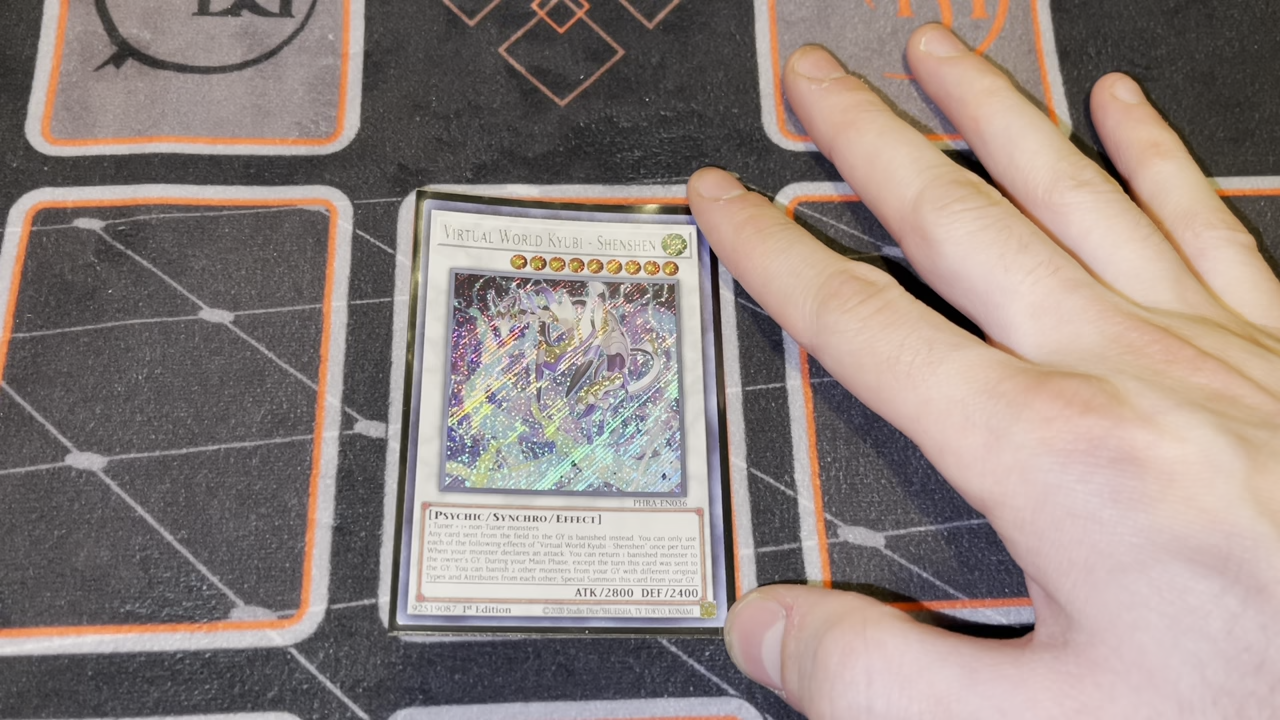 VIRTUAL WORLD KYUBI - SHENSHEN
PHRA-EN036
[PSYCHIC/SYNCHRO/EFFECT]
1 Tuner + 1+ non-Tuner monsters
Any card sent from the field to the GY is banished instead. You can only use
each of the following effects of "Virtual World Kyubi - Shenshen" once per turn.
When your monster declares an attack: You can return 1 banished monster to
the owner's GY. During your Main Phase, except the turn this card was sent to
the GY: You can banish 2 other monsters from your GY with different original
Types and Attributes from each other; Special Summon this card from your GY.
ATK/2800 DEF/2400
92519087 1st Edition ©2020 Studio Dice/SHUEISHA, TV TOKYO, KONAMI